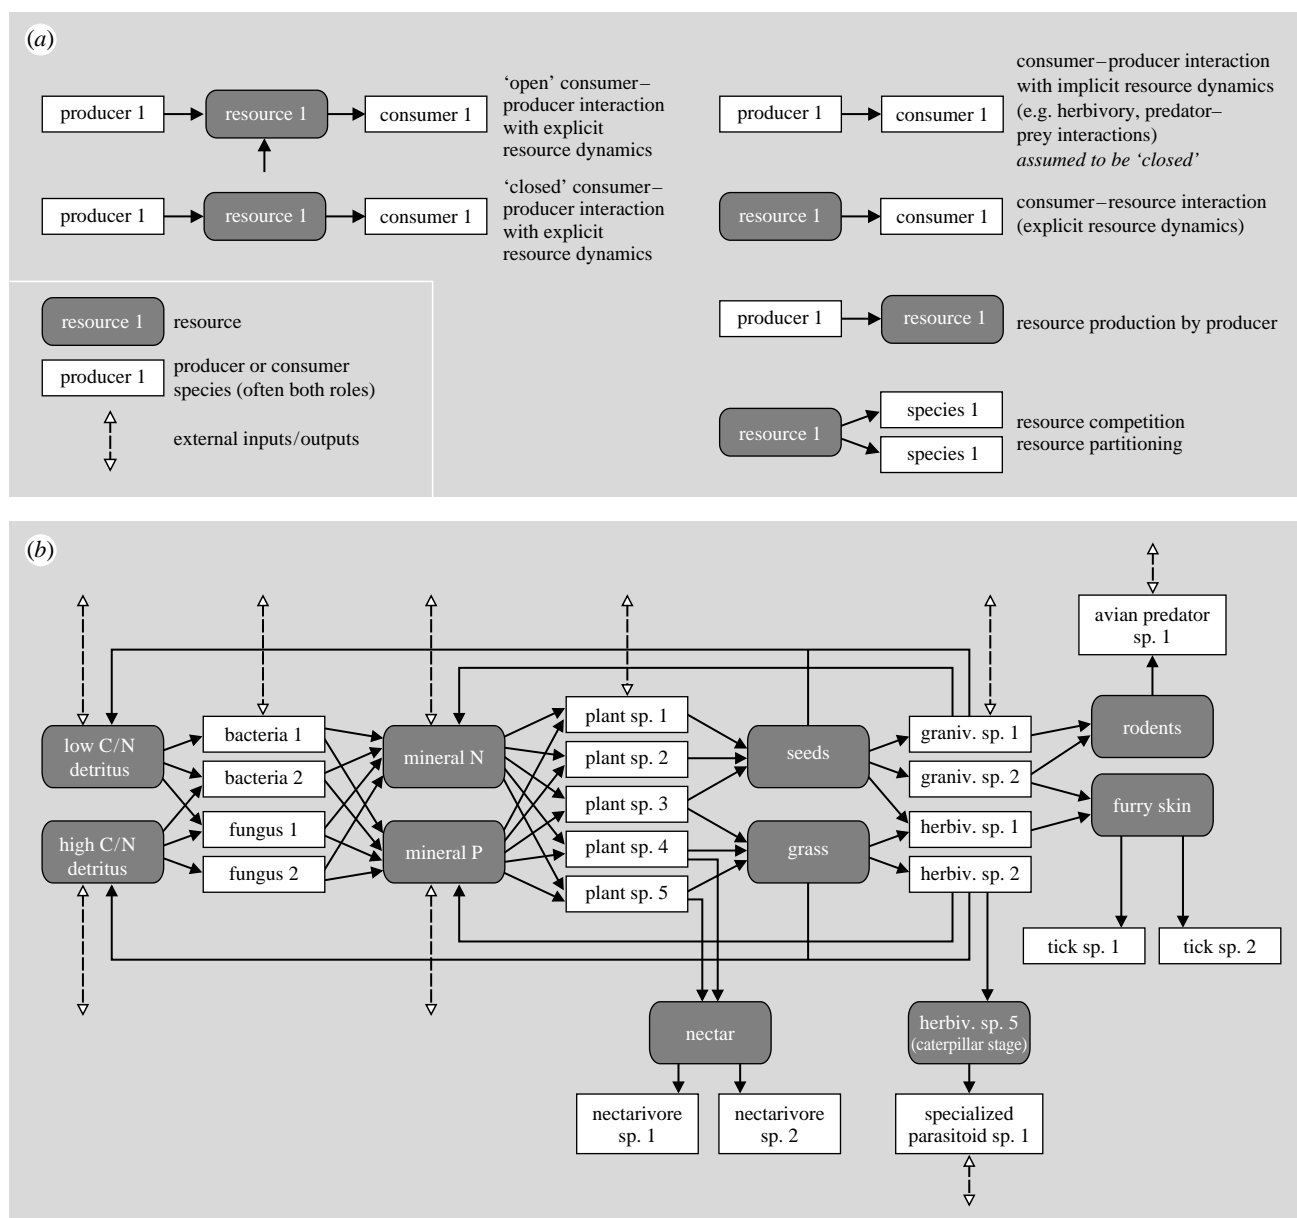 (a)
producer 1
resource 1
consumer 1
‘open’ consumer–
producer interaction
with explicit
resource dynamics
producer 1
resource 1
consumer 1
‘closed’ consumer–
producer interaction
with explicit
resource dynamics
resource 1
resource
producer 1
producer or consumer
species (often both roles)
external inputs/outputs
producer 1
consumer 1
consumer–producer interaction
with implicit resource dynamics
(e.g. herbivory, predator–
prey interactions)
assumed to be ‘closed’
resource 1
consumer 1
consumer–resource interaction
(explicit resource dynamics)
producer 1
resource 1
resource production by producer
resource 1
species 1
species 1
resource competition
resource partitioning
(b)
low C/N
detritus
high C/N
detritus
bacteria 1
bacteria 2
fungus 1
fungus 2
mineral N
mineral P
plant sp. 1
plant sp. 2
plant sp. 3
plant sp. 4
plant sp. 5
seeds
grass
graniv. sp. 1
graniv. sp. 2
herbiv. sp. 1
herbiv. sp. 2
avian predator
sp. 1
rodents
furry skin
tick sp. 1
tick sp. 2
nectar
nectarivore
sp. 1
nectarivore
sp. 2
herbiv. sp. 5
(caterpillar stage)
specialized
parasitoid sp. 1